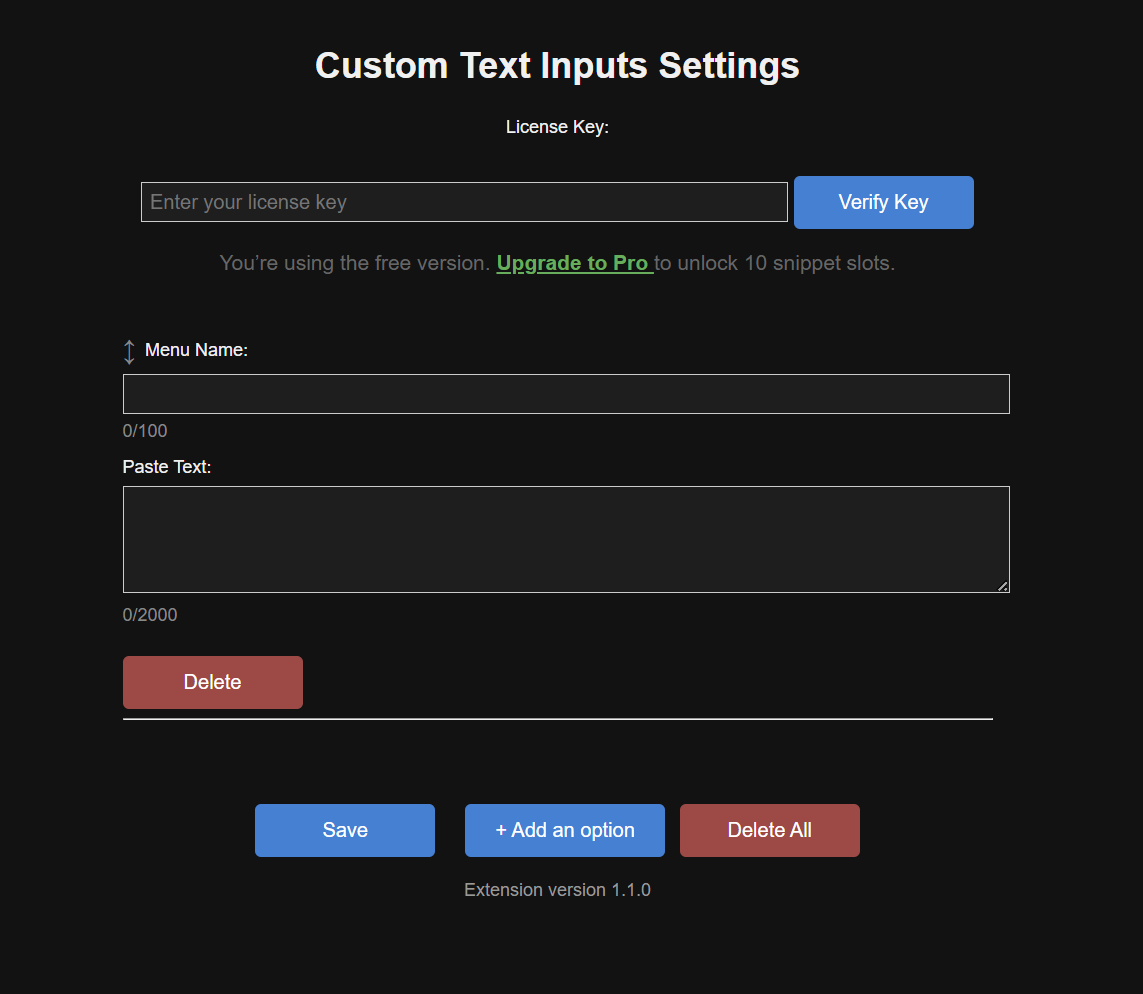 Custom Text Inputs Settings
License Key:
Enter your license key
Verify Key
You’re using the free version. Upgrade to Pro to unlock 10 snippet slots.
↕ Menu Name:
0/100
Paste Text:
0/2000
Delete
Save
+ Add an option
Delete All
Extension version 1.1.0